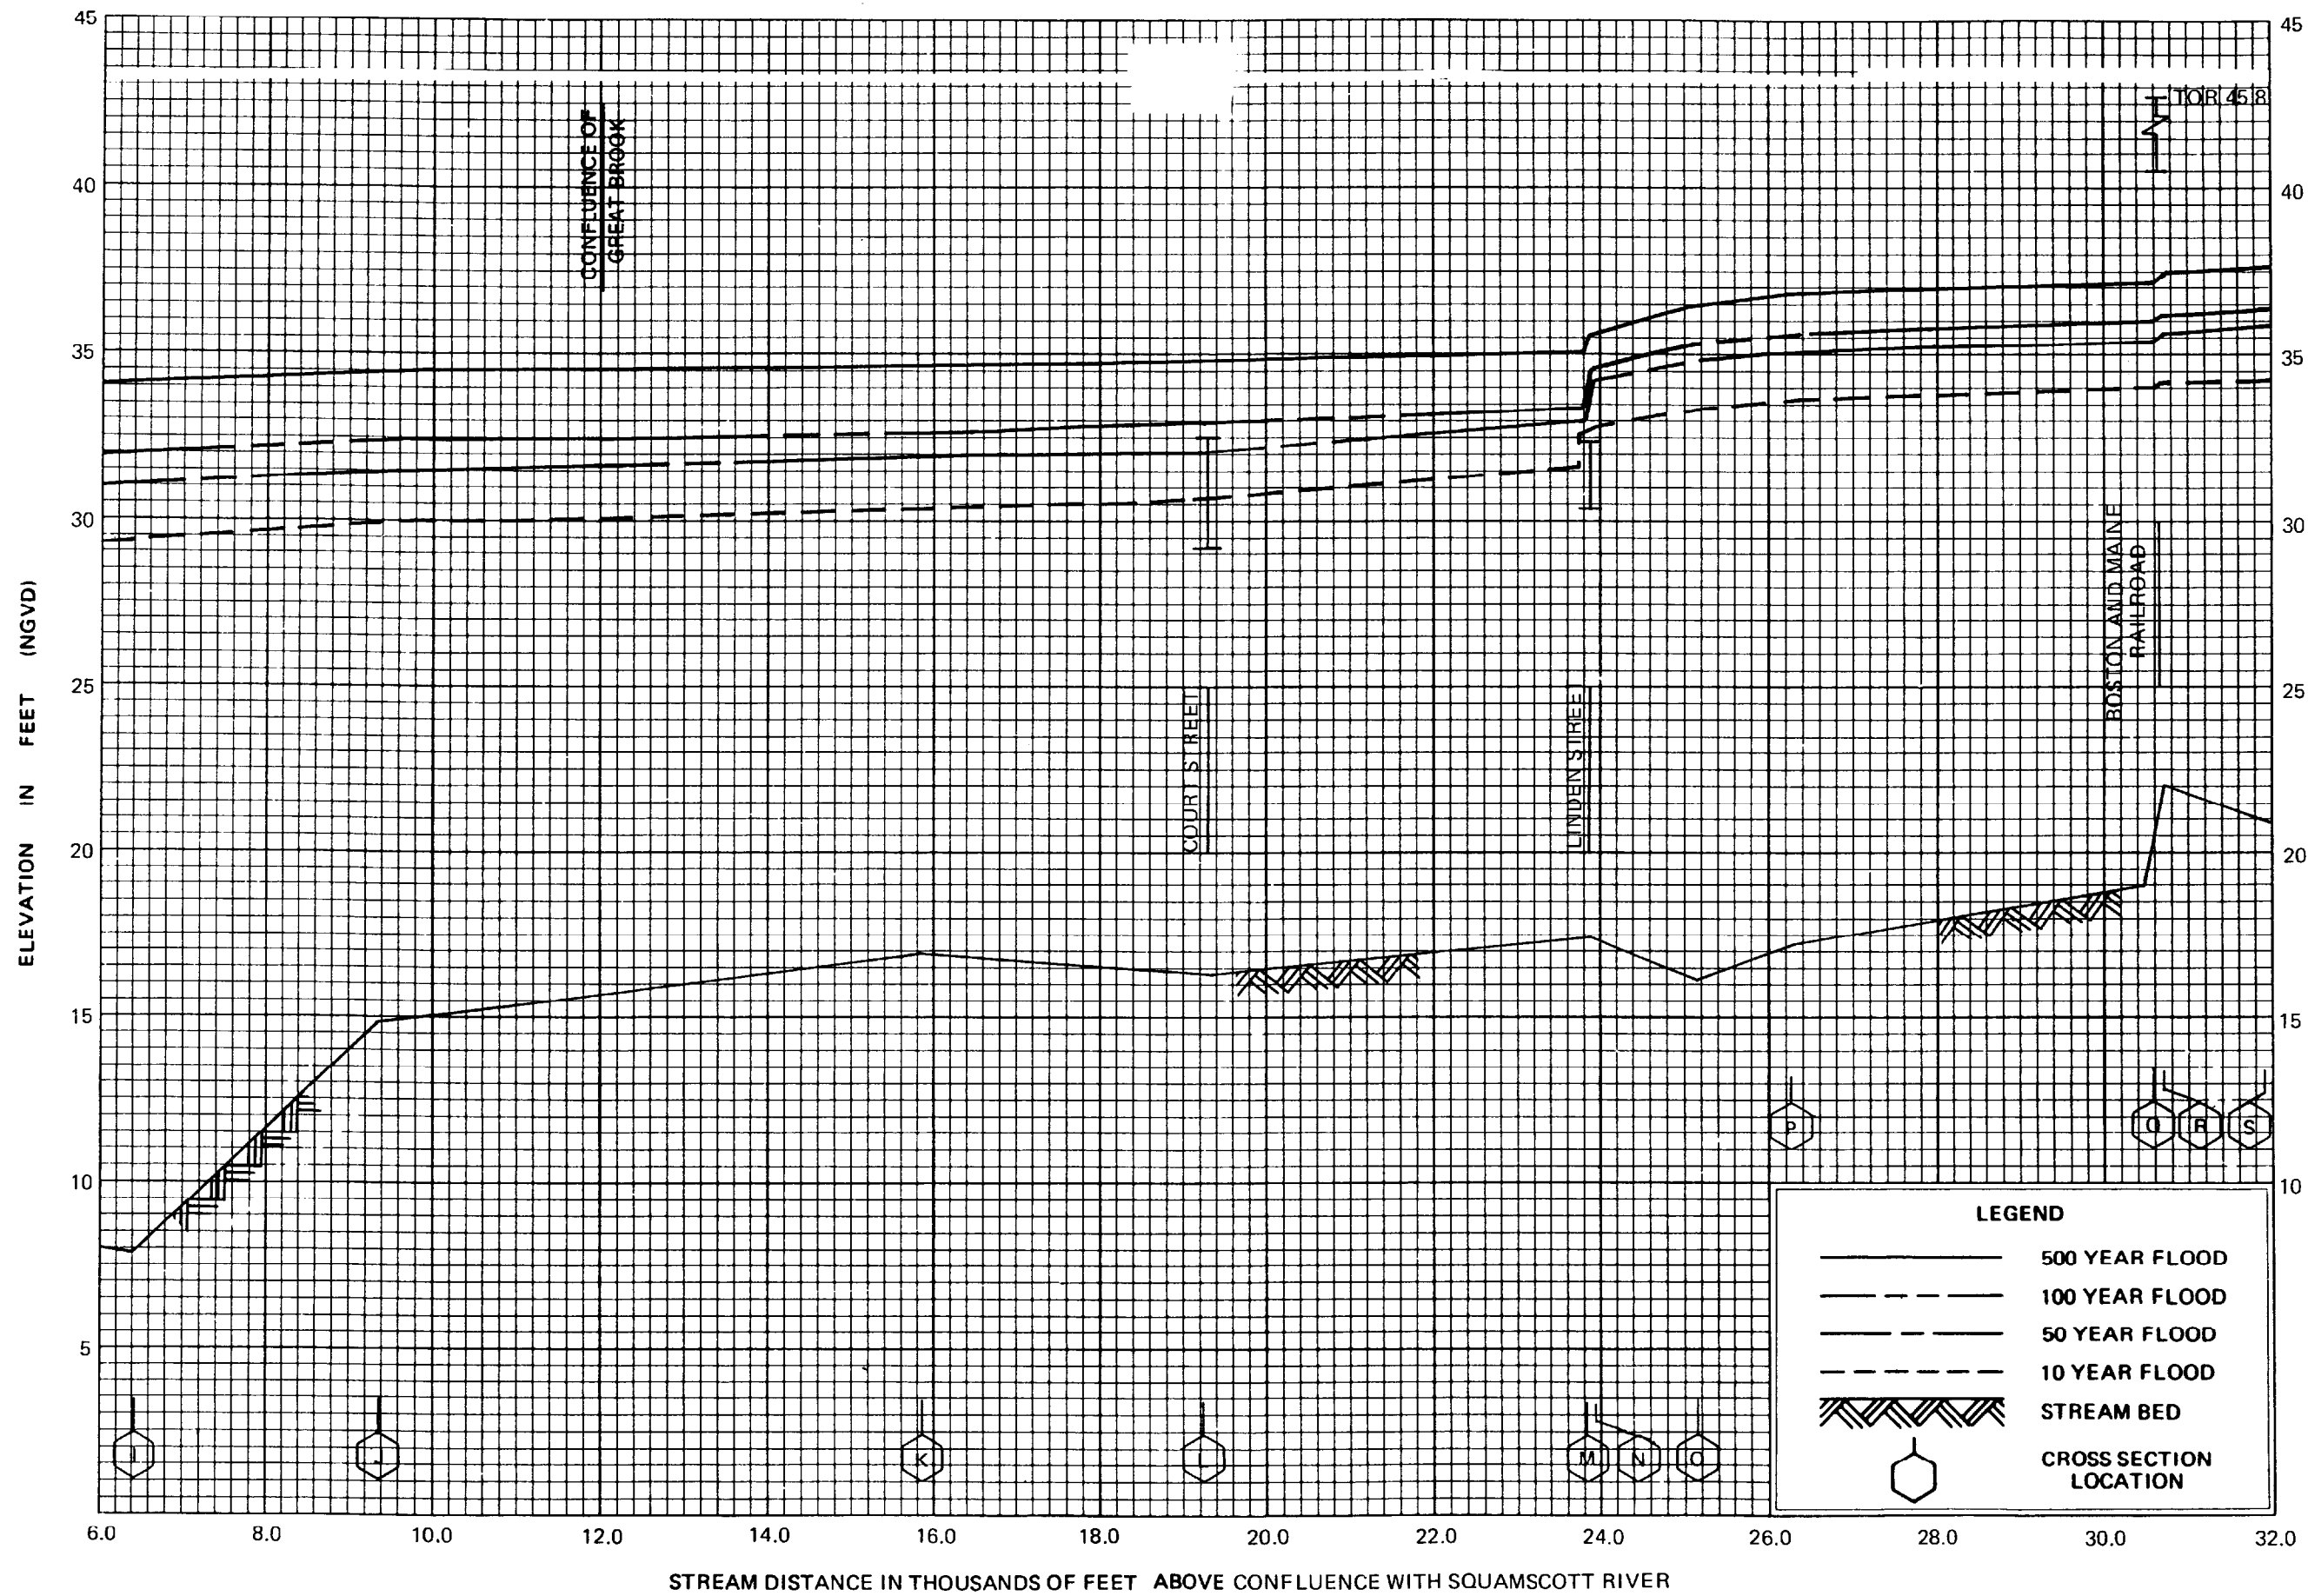 45
45
TOR 45 8
CONFLUENCE OF
GREAT BROOK
40
40
35
35
30
30
BOSTON AND MANE
RAILROAD
ELEVATION IN FEET (NGVD)
25
25
COURT S REET
LINDEN STREE
20
20
15
15
P
Q
R
S
10
10
LEGEND
500 YEAR FLOOD
100 YEAR FLOOD
50 YEAR FLOOD
10 YEAR FLOOD
STREAM BED
CROSS SECTION
LOCATION
5
I
J
K
L
M
N
O
6.0
8.0
10.0
12.0
14.0
16.0
18.0
20.0
22.0
24.0
26.0
28.0
30.0
32.0
STREAM DISTANCE IN THOUSANDS OF FEET ABOVE CONFLUENCE WITH SQUAMSCOTT RIVER